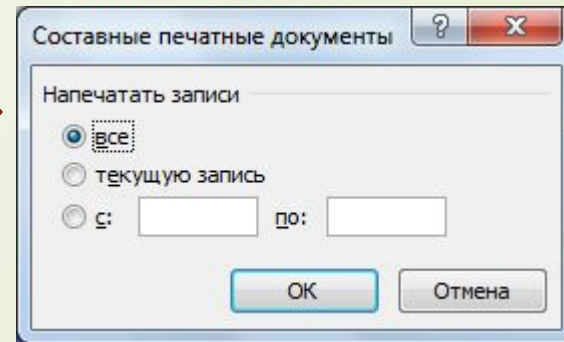 Составные печатные документы
Напечатать записи
все
текущую запись
с: по:
ОК Отмена